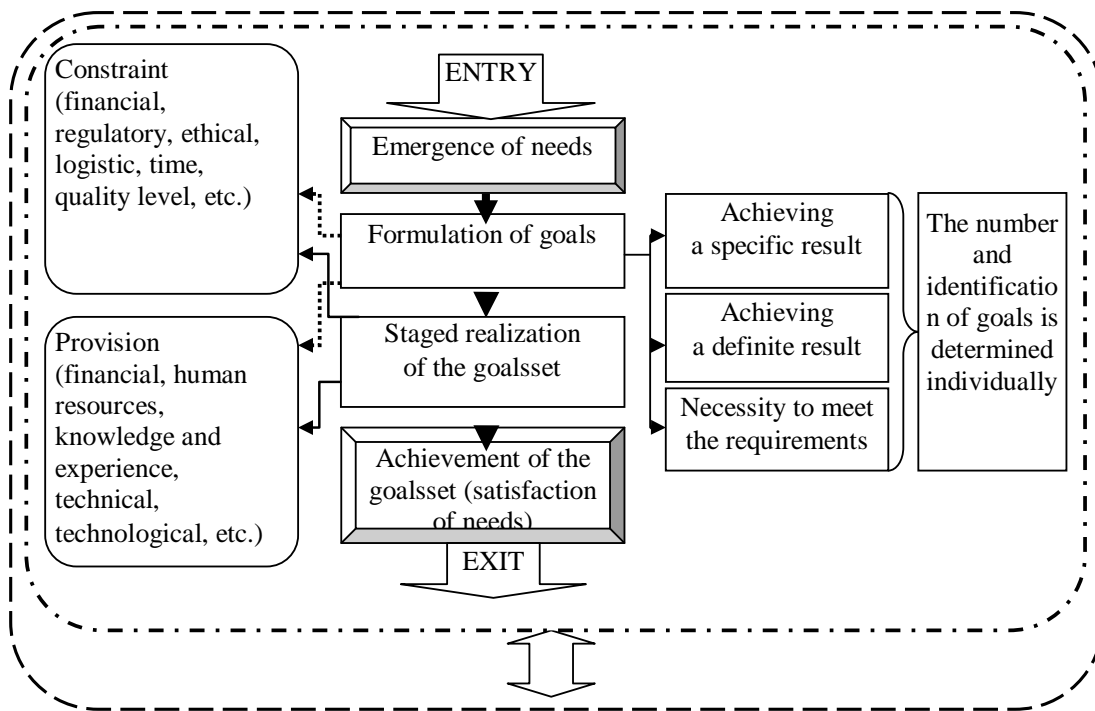 Constraint
(financial,
regulatory, ethical,
logistic, time,
quality level, etc.)
Provision
(financial, human
resources,
knowledge and
experience,
technical,
technological, etc.)
ENTRY
Emergence of needs
Formulation of goals
Staged realization
of the goalsset
Achievement of the
goalsset (satisfaction
of needs)
EXIT
Achieving
a specific result
Achieving
a definite result
Necessity to meet
the requirements
The number
and
identificatio
n of goals is
determined
individually